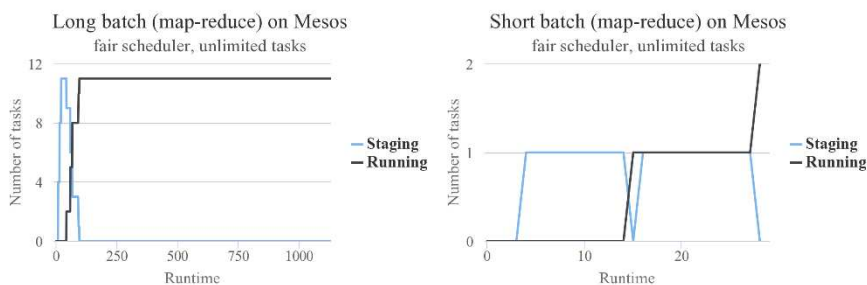 Long batch (map-reduce) on Mesos
fair scheduler, unlimited tasks
12
8
4
0
Number of tasks
0
250
500
750
1000
Runtime
Staging
Running
Short batch (map-reduce) on Mesos
fair scheduler, unlimited tasks
2
1
0
Number of tasks
0
10
20
Runtime
Staging
Running